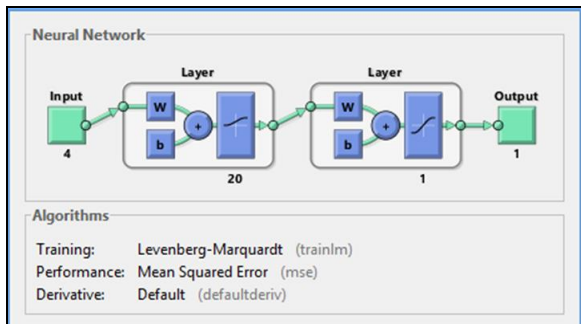 Neural Network
Layer
Layer
Input
Output
W
W
+
+
b
b
4
20
1
1
Algorithms
Training: Levenberg-Marquardt (trainlm)
Performance: Mean Squared Error (mse)
Derivative: Default (defaultderiv)